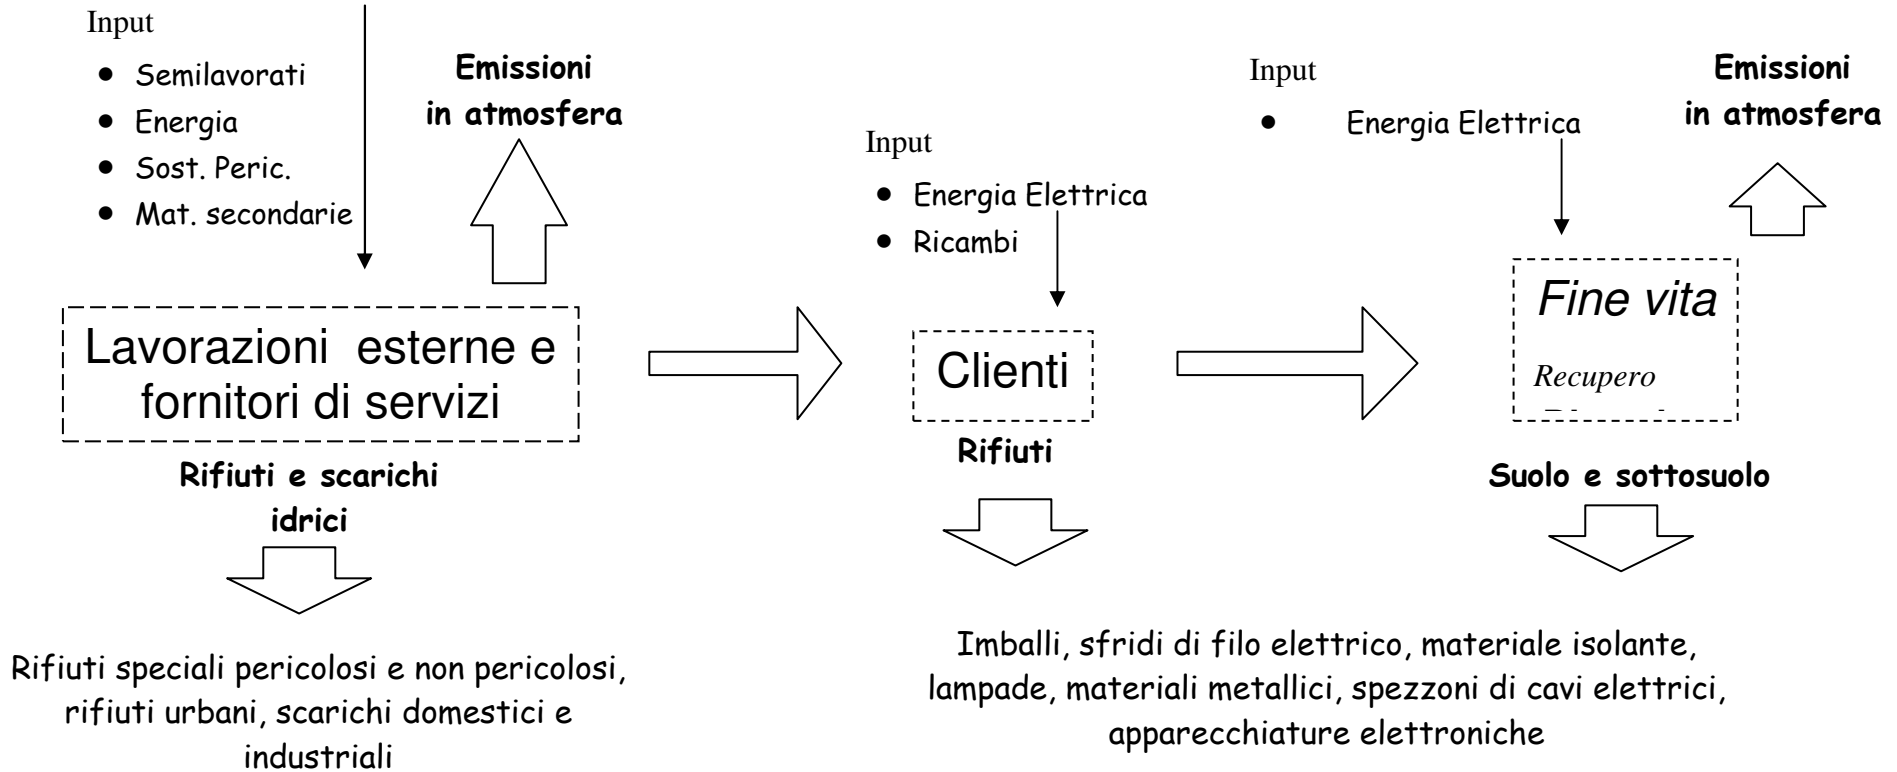 Input
• Semilavorati
• Energia
• Sost. Peric.
• Mat. secondarie
Emissioni
in atmosfera
Lavorazioni esterne e
fornitori di servizi
Rifiuti e scarichi
idrici
Rifiuti speciali pericolosi e non pericolosi,
rifiuti urbani, scarichi domestici e
industriali
Input
• Energia Elettrica
• Ricambi
Clienti
Rifiuti
Input
• Energia Elettrica
Emissioni
in atmosfera
Fine vita
Recupero
Suolo e sottosuolo
Imballi, sfridi di filo elettrico, materiale isolante,
lampade, materiali metallici, spezzoni di cavi elettrici,
apparecchiature elettroniche